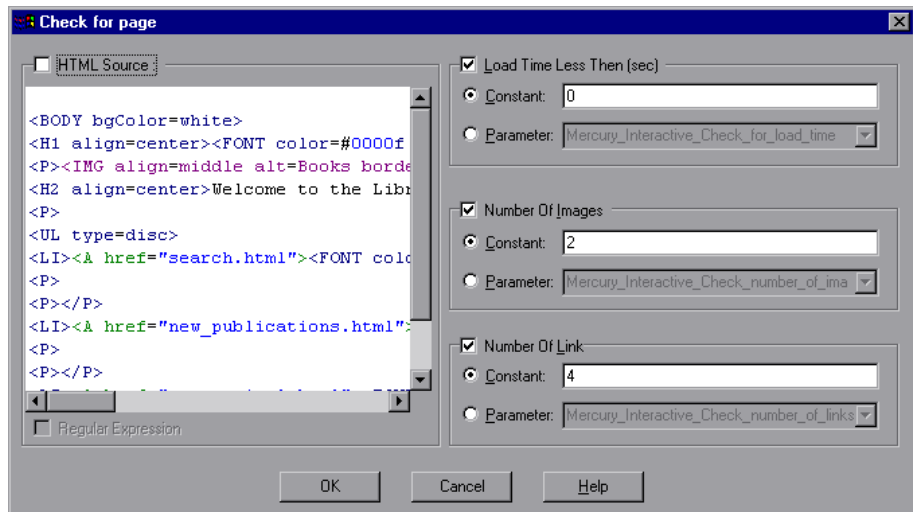 Check for page
HTML Source :
<BODY bgColor=white>
<H1 align=center><FONT color=#0000f
<P><IMG align=middle alt=Books borde
<H2 align=center>Welcome to the Libr
<P>
<UL type=disc>
<LI><A href="search.html"><FONT colo
<P>
<P></P>
<LI><A href="new_publications.html">
<P>
<P></P>
Regular Expression
Load Time Less Then (sec)
Constant: 0
Parameter: Mercury_Interactive_Check_for_load_time
Number Of Images
Constant: 2
Parameter: Mercury_Interactive_Check_number_of_ima
Number Of Link
Constant: 4
Parameter: Mercury_Interactive_Check_number_of_links
OK Cancel Help